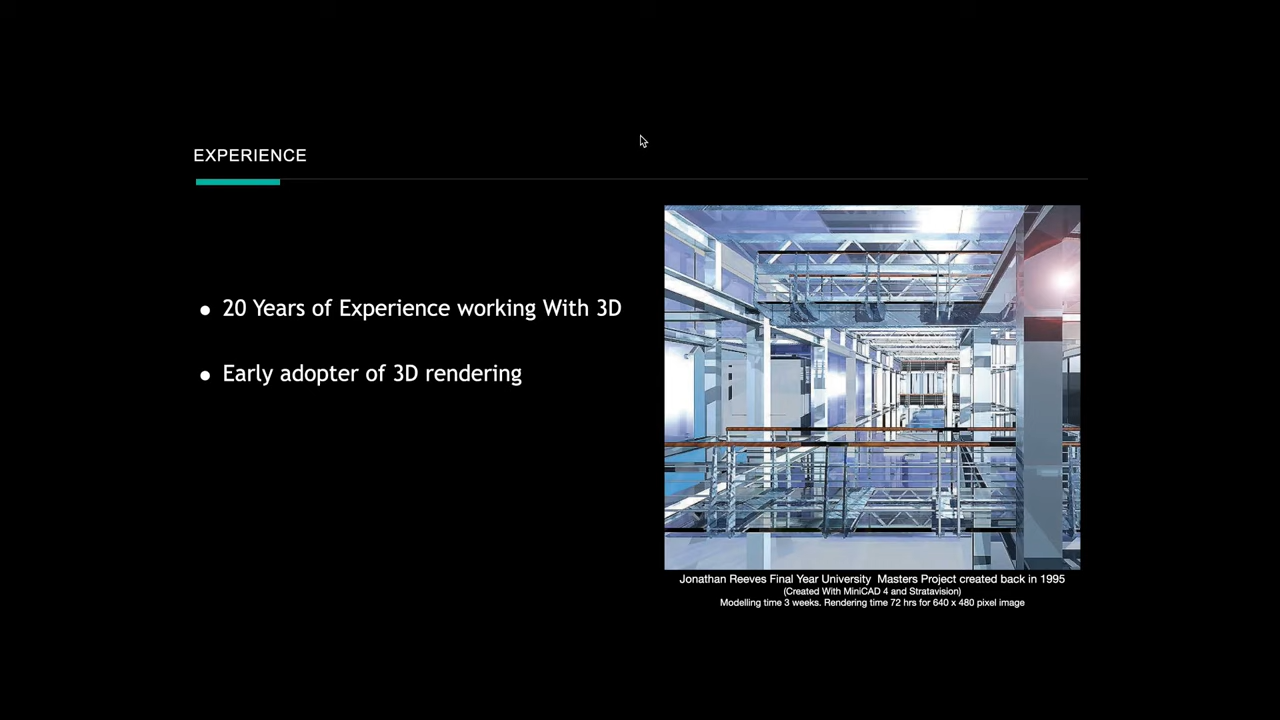 EXPERIENCE
● 20 Years of Experience working With 3D
● Early adopter of 3D rendering
Jonathan Reeves Final Year University  Masters Project created back in 1995
(Created With MiniCAD 4 and Stratavision)
Modelling time 3 weeks. Rendering time 72 hrs for 640 x 480 pixel image